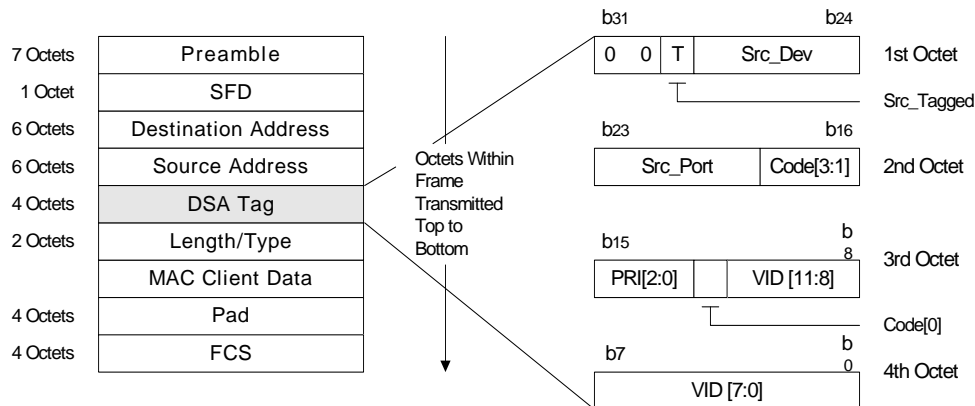 7 Octets Preamble
1 Octet SFD
6 Octets Destination Address
6 Octets Source Address
4 Octets DSA Tag
2 Octets Length/Type
MAC Client Data
4 Octets Pad
4 Octets FCS
Octets Within
Frame
Transmitted
Top to
Bottom
b31 b24
0 0 T Src_Dev 1st Octet
Src_Tagged
b23 b16
Src_Port Code[3:1] 2nd Octet
b15 b
8
PRI[2:0] VID [11:8] 3rd Octet
Code[0]
b7 b
0
VID [7:0] 4th Octet